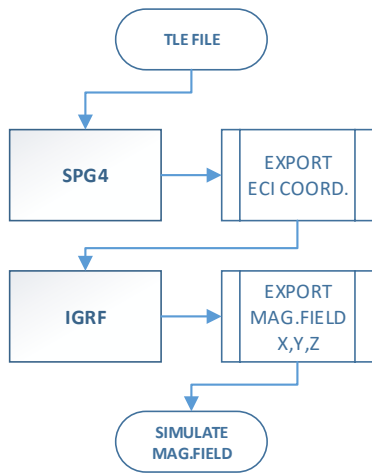 TLE FILE
SPG4
EXPORT
ECI COORD.
IGRF
EXPORT
MAG.FIELD
X,Y,Z
SIMULATE
MAG.FIELD